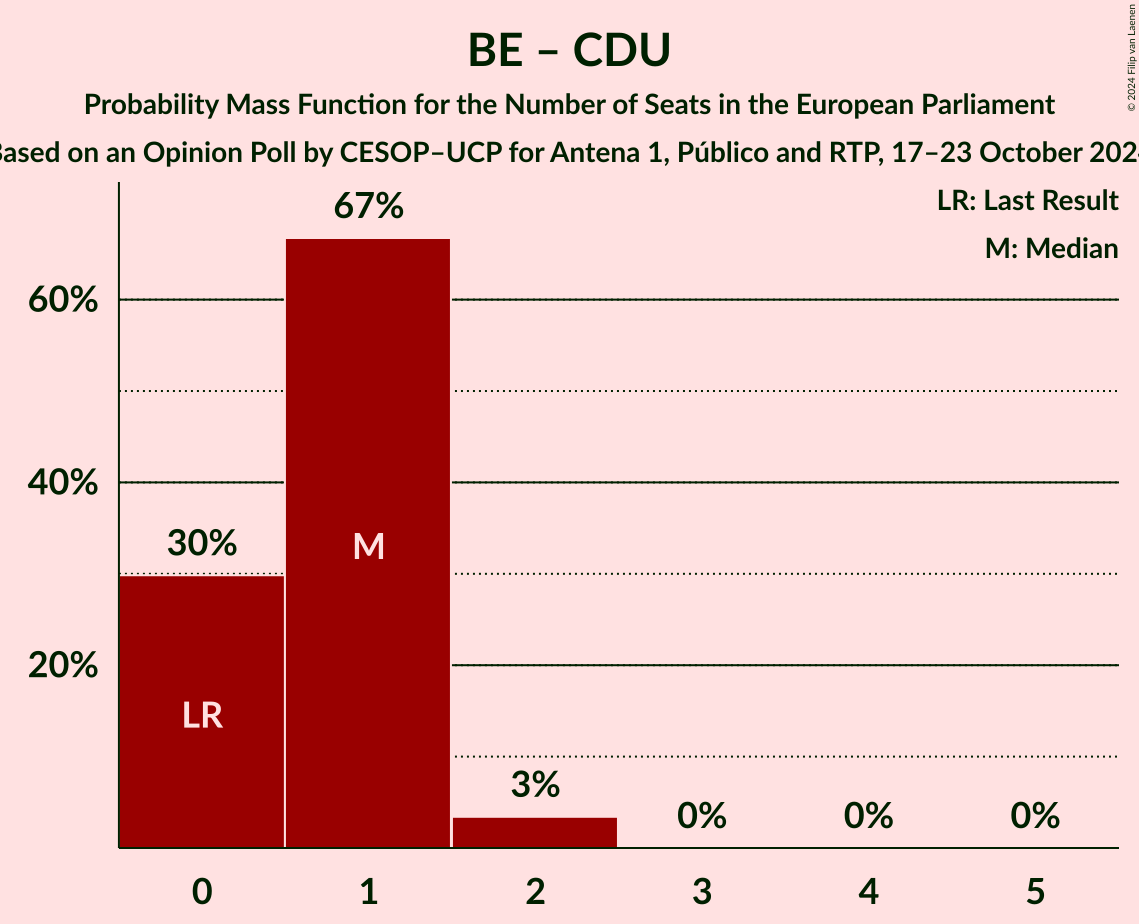 BE – CDU
Probability Mass Function for the Number of Seats in the European Parliament
Based on an Opinion Poll by CESOP–UCP for Antena 1, Público and RTP, 17–23 October 2024
© 2024 Filip van Laenen
LR: Last Result
M: Median
67%
60%
40%
30%
M
20%
LR
3%
0% 0% 0%
0 1 2 3 4 5